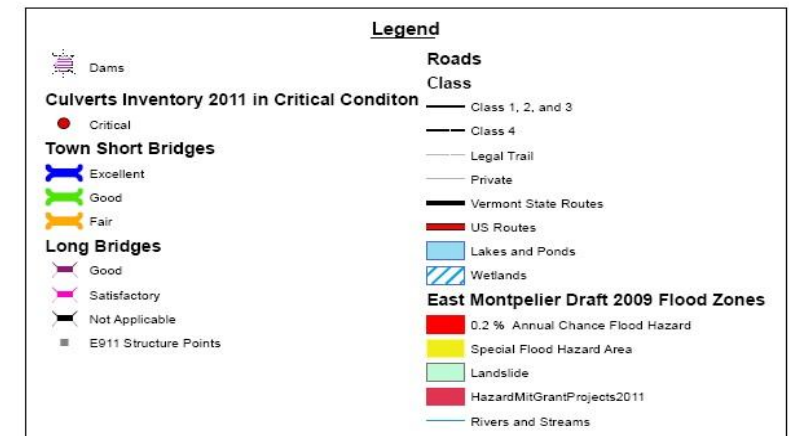 Legend
Dams
Culverts Inventory 2011 in Critical Conditon
Critical
Town Short Bridges
Excellent
Good
Fair
Long Bridges
Good
Satisfactory
Not Applicable
E911 Structure Points
Roads
Class
Class 1, 2, and 3
Class 4
Legal Trail
Private
Vermont State Routes
US Routes
Lakes and Ponds
Wetlands
East Montpelier Draft 2009 Flood Zones
0.2 % Annual Chance Flood Hazard
Special Flood Hazard Area
Landslide
HazardMitGrantProjects2011
Rivers and Streams